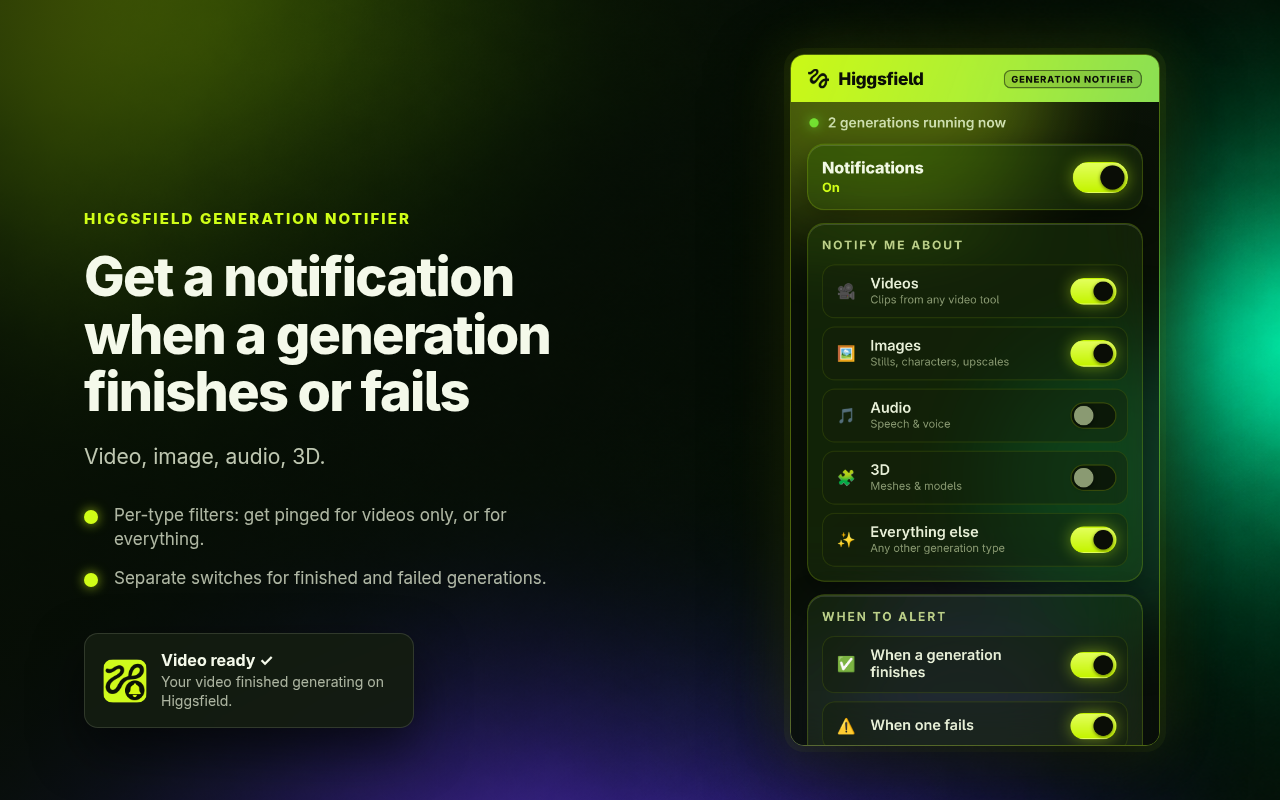 HIGGSFIELD GENERATION NOTIFIER
Get a notification
when a generation
finishes or fails
Video, image, audio, 3D.
Per-type filters: get pinged for videos only, or for
everything.
Separate switches for finished and failed generations.
Video ready ✓
Your video finished generating on
Higgsfield.
Higgsfield
GENERATION NOTIFIER
2 generations running now
Notifications
On
NOTIFY ME ABOUT
Videos
Clips from any video tool
Images
Stills, characters, upscales
Audio
Speech & voice
3D
Meshes & models
Everything else
Any other generation type
WHEN TO ALERT
When a generation
finishes
When one fails